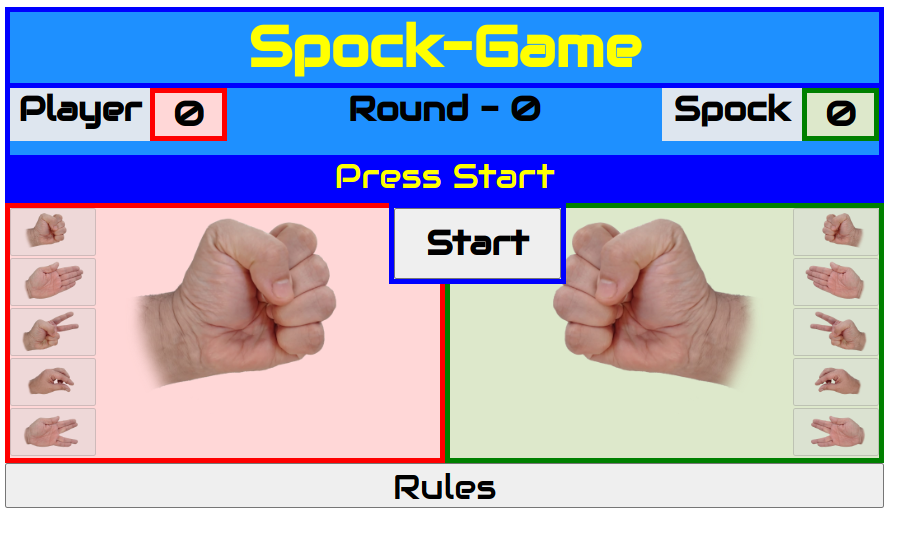 Spock-Game
Player 0 Round - 0 Spock 0
Press Start
Start
Rules